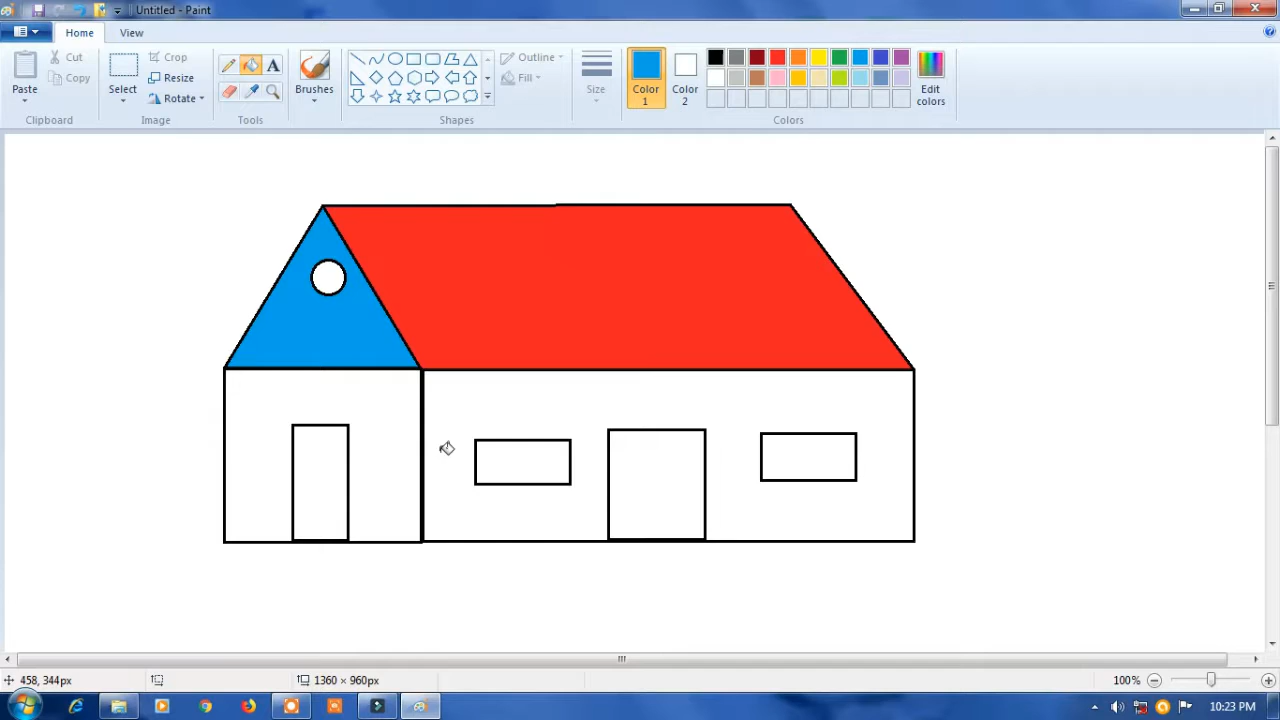 Untitled - Paint
Home View
Paste
Cut
Copy
Clipboard
Select
Crop
Resize
Rotate
Image
A
Tools
Brushes
Outline
Fill
Shapes
Size
Color 1
Color 2
Edit colors
Colors
458, 344px
1360 × 960px
100%
10:23 PM